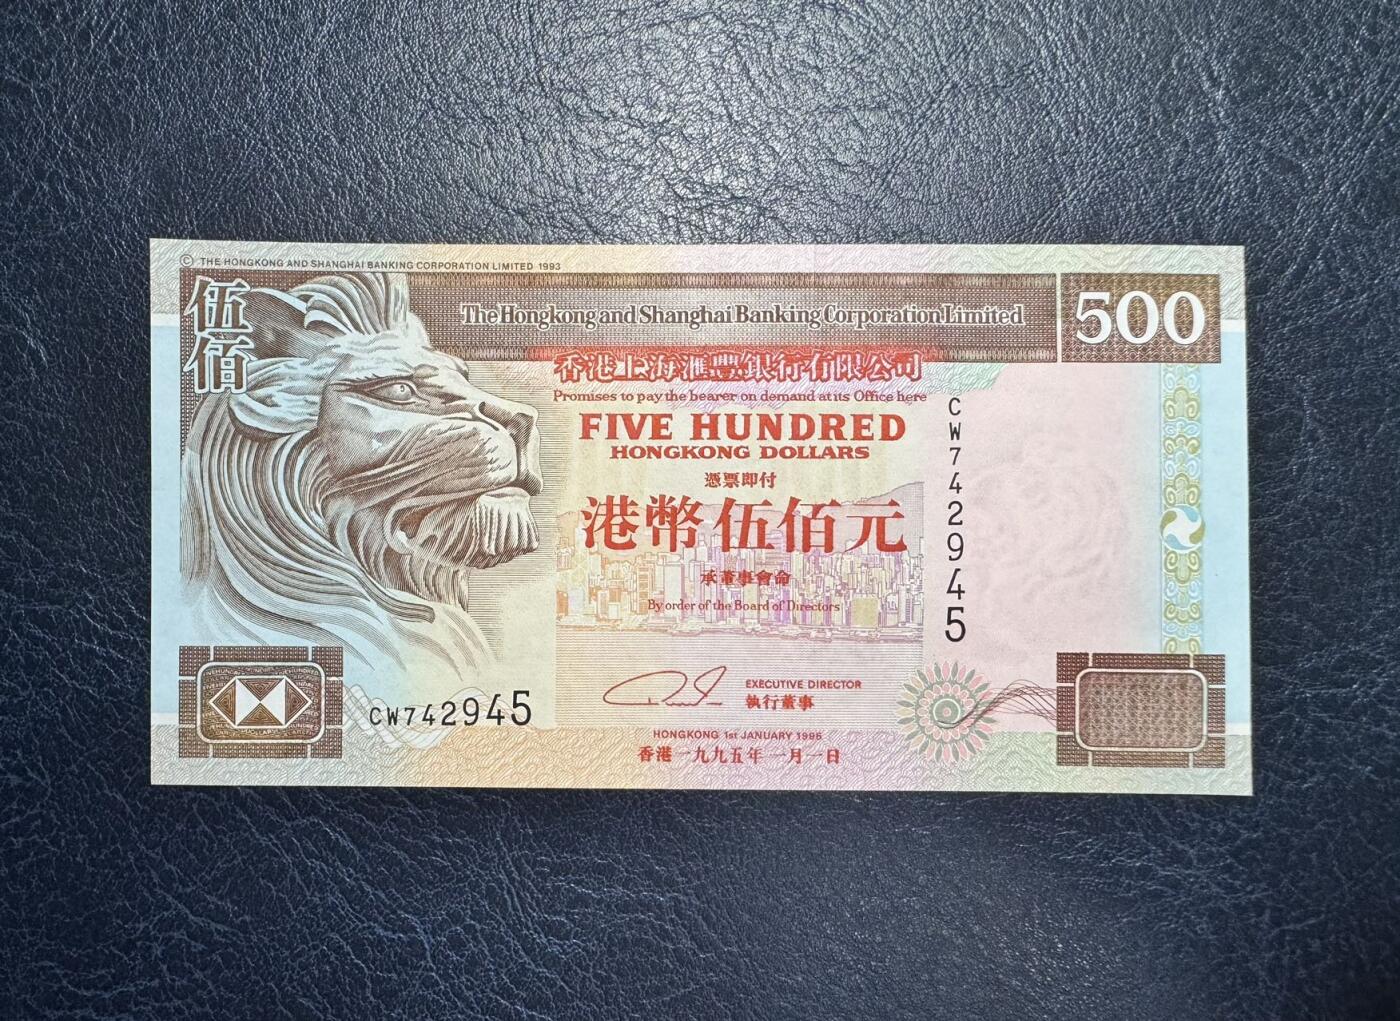 © THE HONGKONG AND SHANGHAI BANKING CORPORATION LIMITED 1993
伍佰
The Hongkong and Shanghai Banking Corporation Limited
500
香港上海滙豐銀行有限公司
Promises to pay the bearer on demand at its Office here
FIVE HUNDRED
HONGKONG DOLLARS
憑票即付
港幣伍佰元
承董事會命
By order of the Board of Directors
CW742945
EXECUTIVE DIRECTOR
執行董事
CW742945
HONGKONG 1st JANUARY 1995
香港一九九五年一月一日